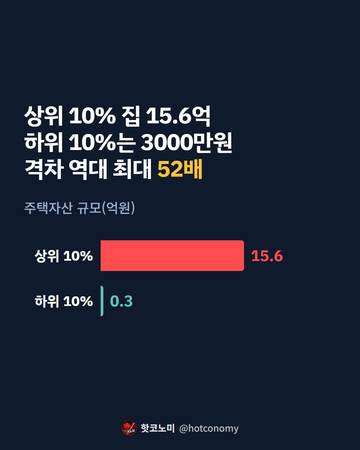 상위 10% 집 15.6억
하위 10%는 3000만원
격차 역대 최대 52배
주택자산 규모(억원)
상위 10% 15.6
하위 10% 0.3
핫코노미 @hotconomy